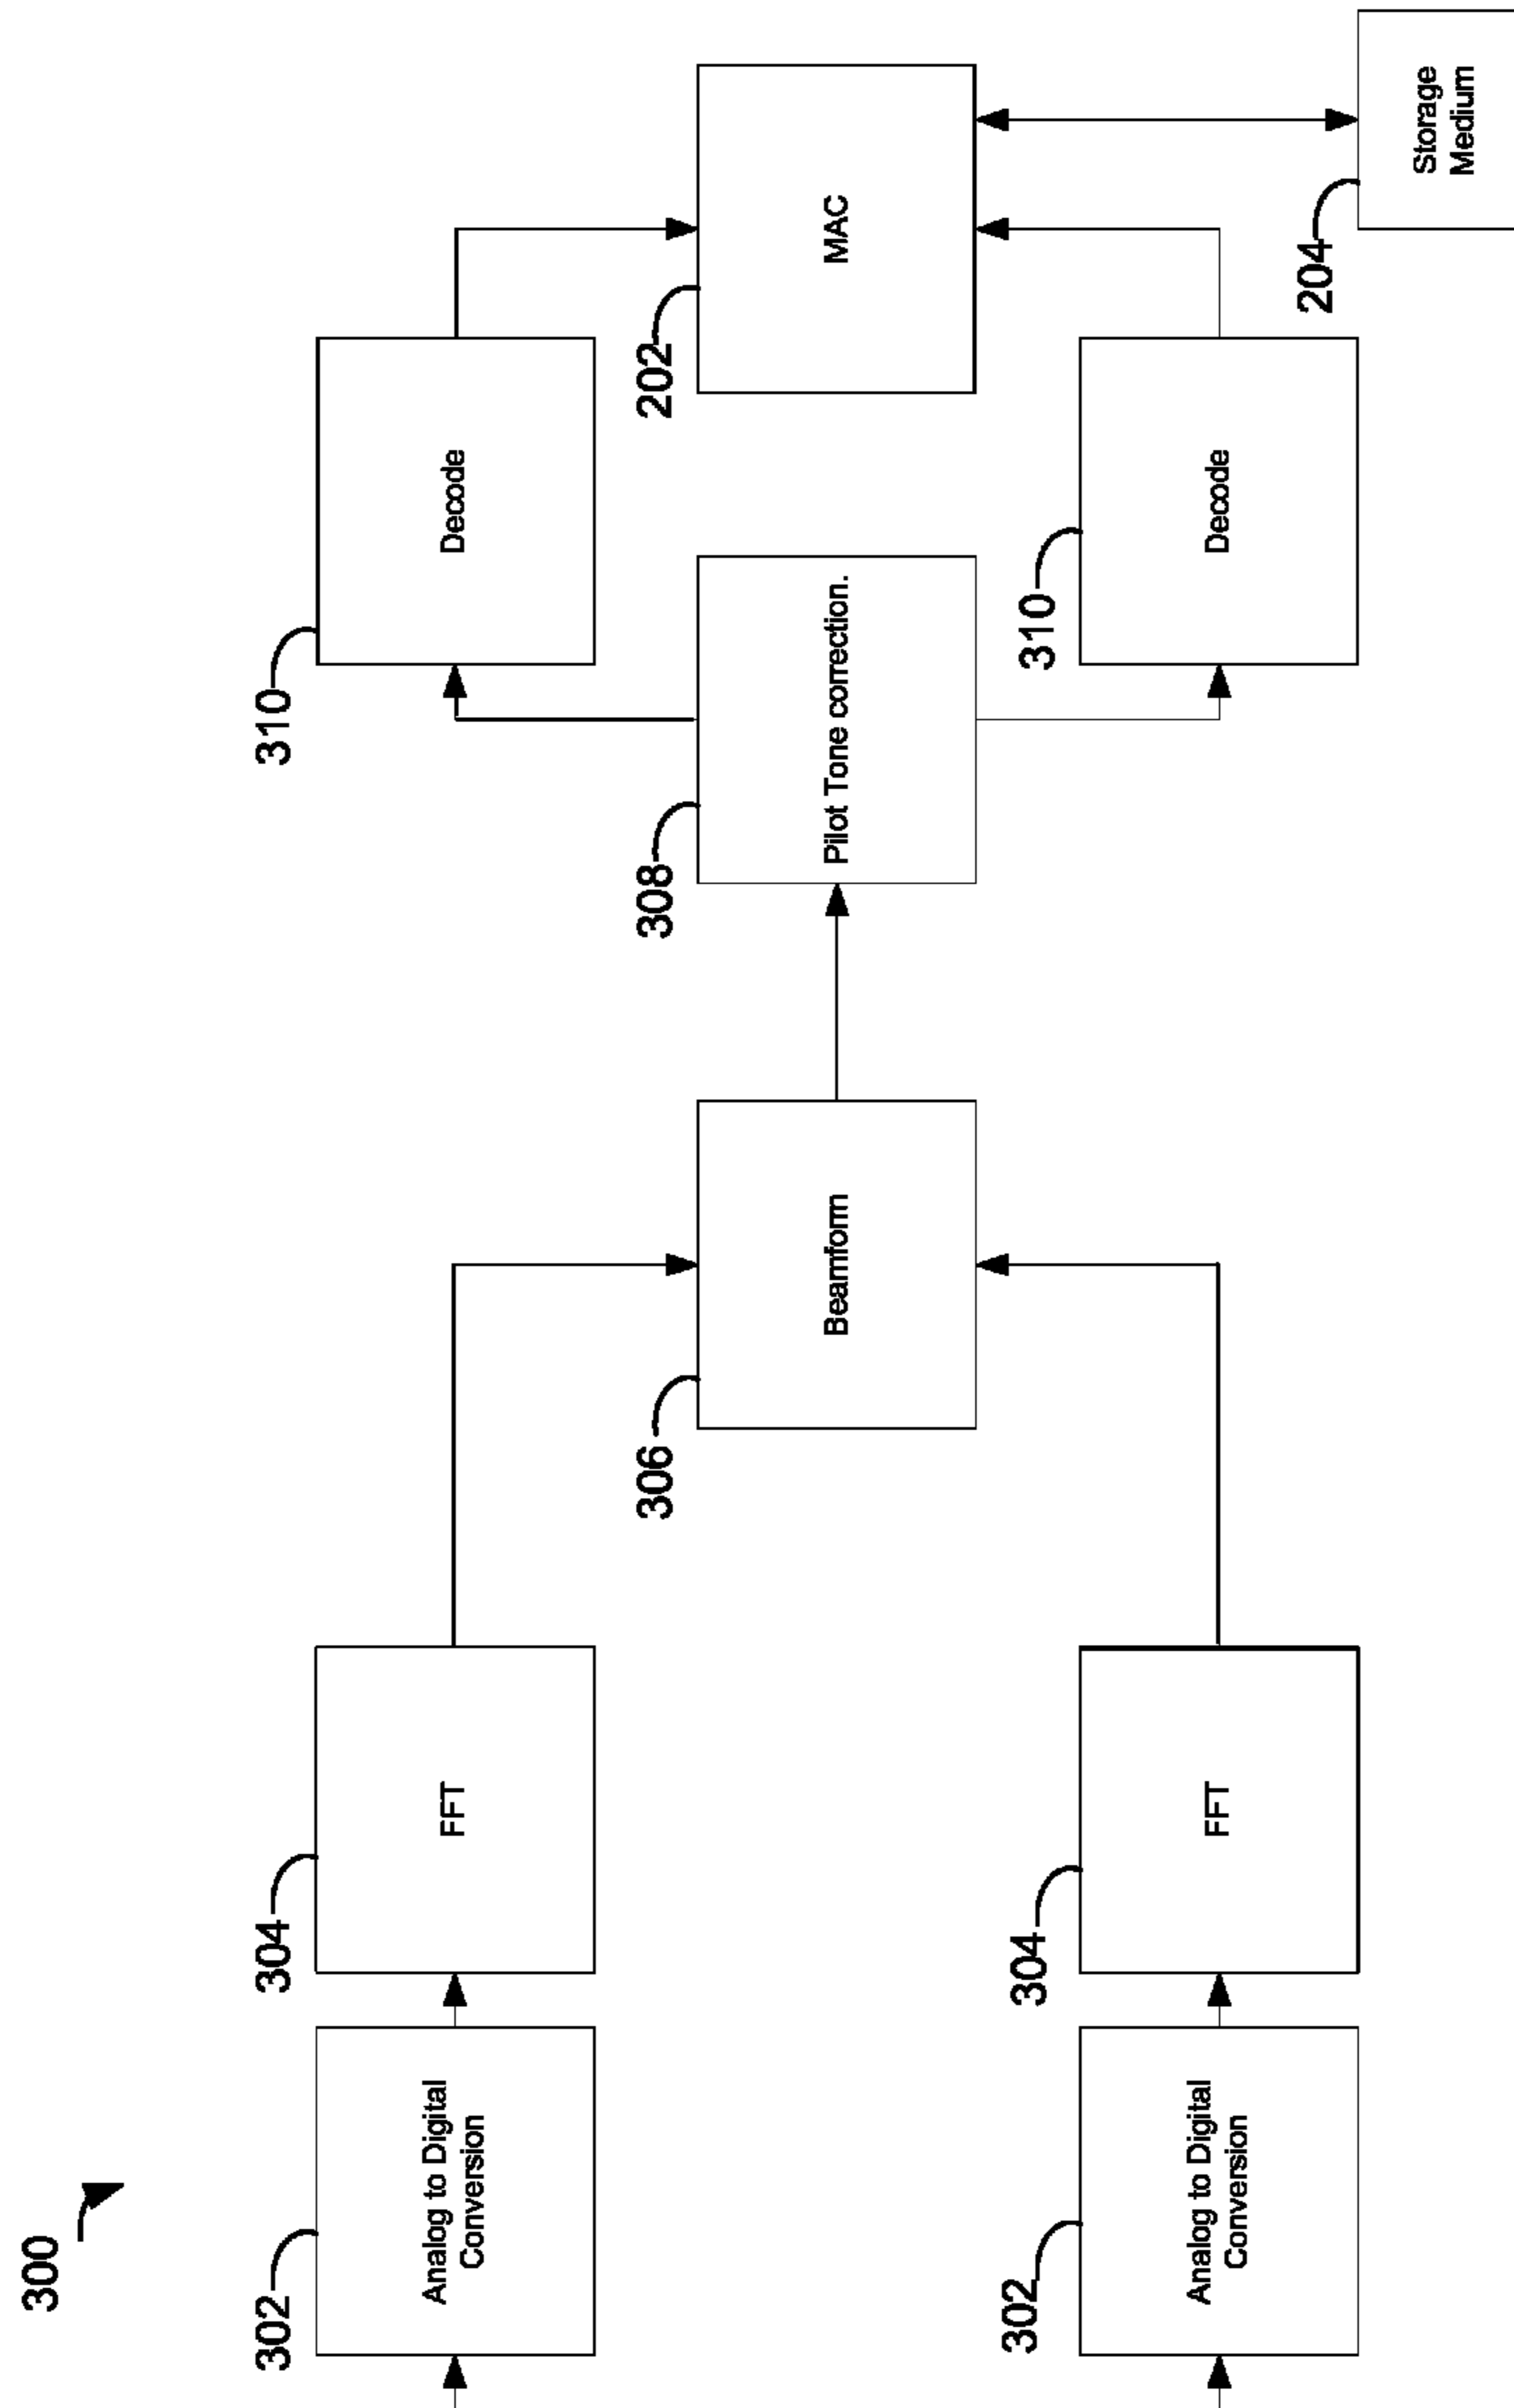 300
302
Analog to Digital
Conversion
304
FFT
306
Beamform
308
Pilot Tone correction.
310
Decode
202
MAC
302
Analog to Digital
Conversion
304
FFT
310
Decode
204
Storage
Medium